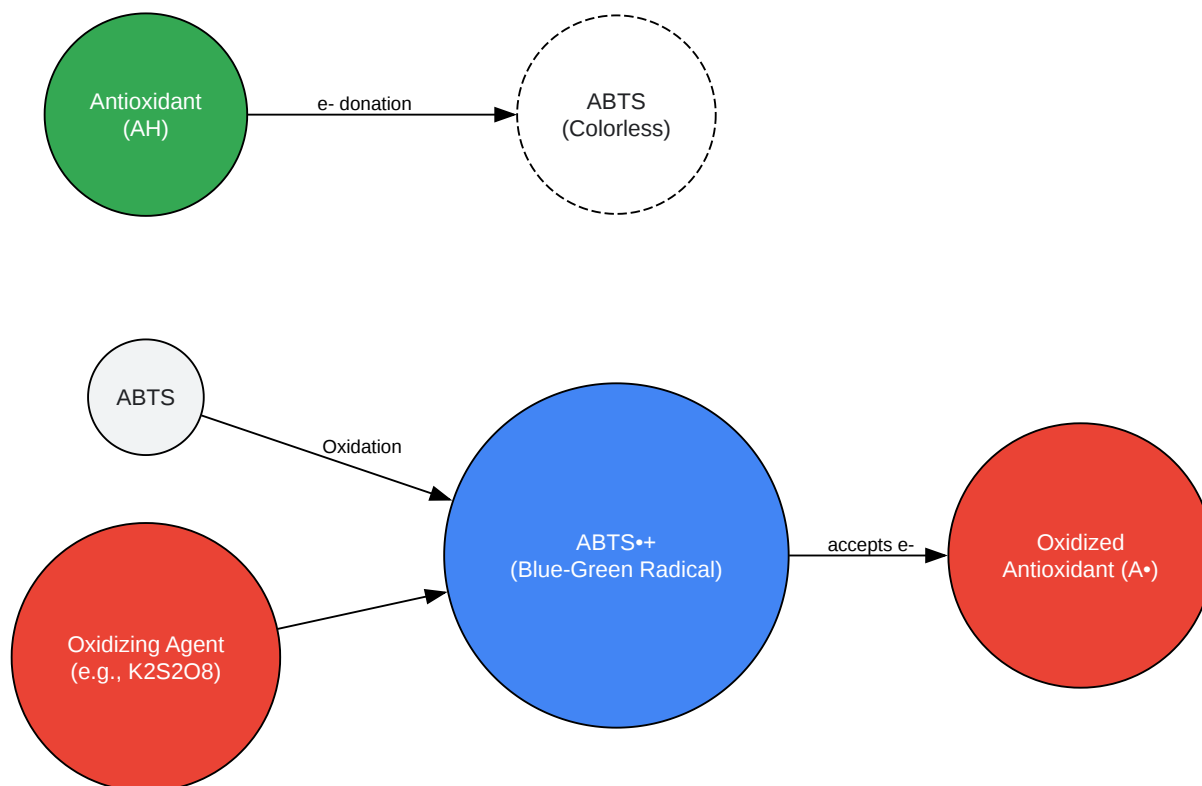 Antioxidant
(AH)
e- donation
ABTS
(Colorless)
ABTS
Oxidation
ABTS•+
(Blue-Green Radical)
accepts e-
Oxidized
Antioxidant (A•)
Oxidizing Agent
(e.g., K2S2O8)